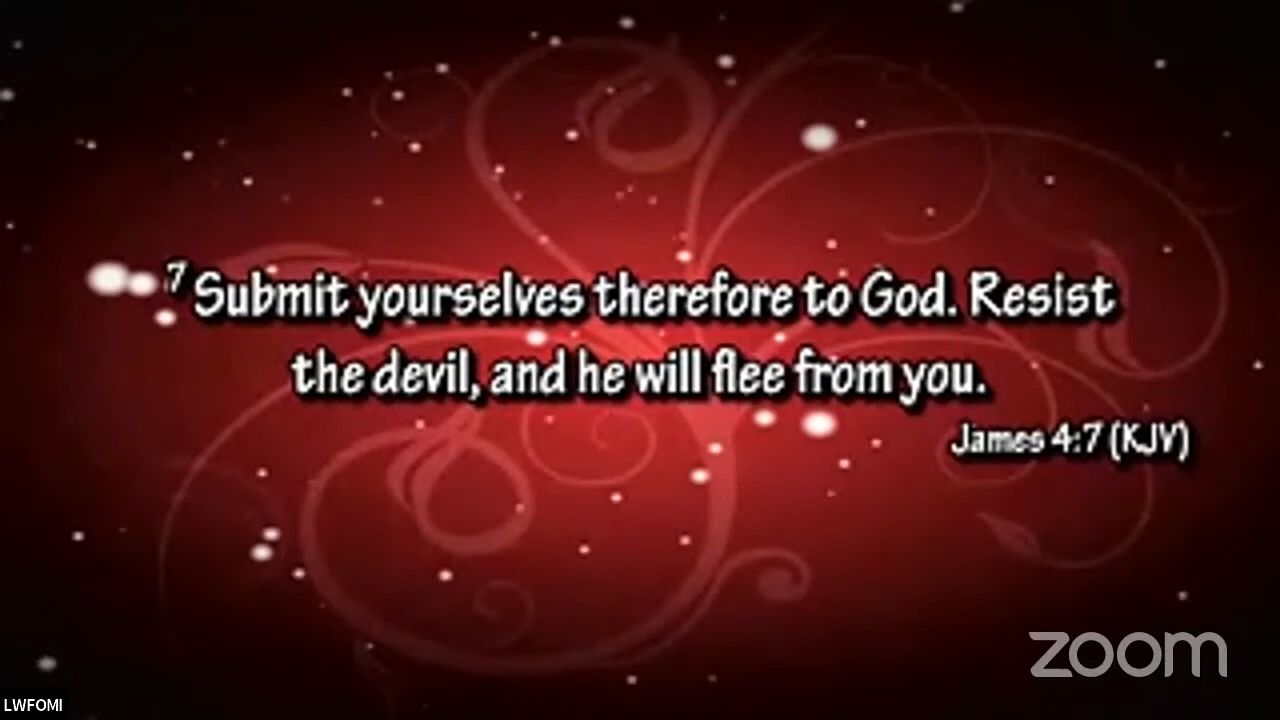 7 Submit yourselves therefore to God. Resist
the devil, and he will flee from you.
James 4:7 (KJV)
zoom
LWFOMI